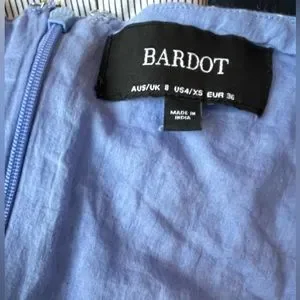 BARDOT
AUS/UK 8 US4/XS EUR 36
MADE IN
INDIA